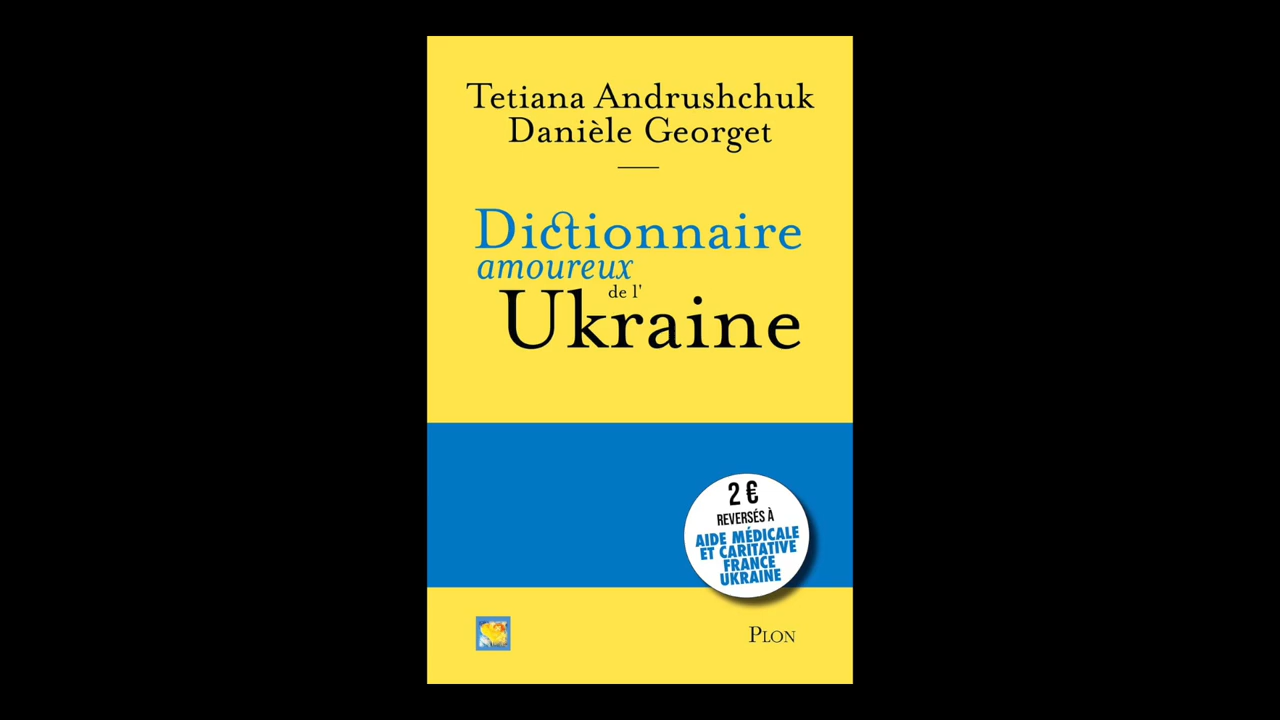 Tetiana Andrushchuk
Danièle Georget
Dictionnaire
amoureux
de l'
Ukraine
2 €
REVERSÉS À
AIDE MÉDICALE
ET CARITATIVE
FRANCE
UKRAINE
PLON